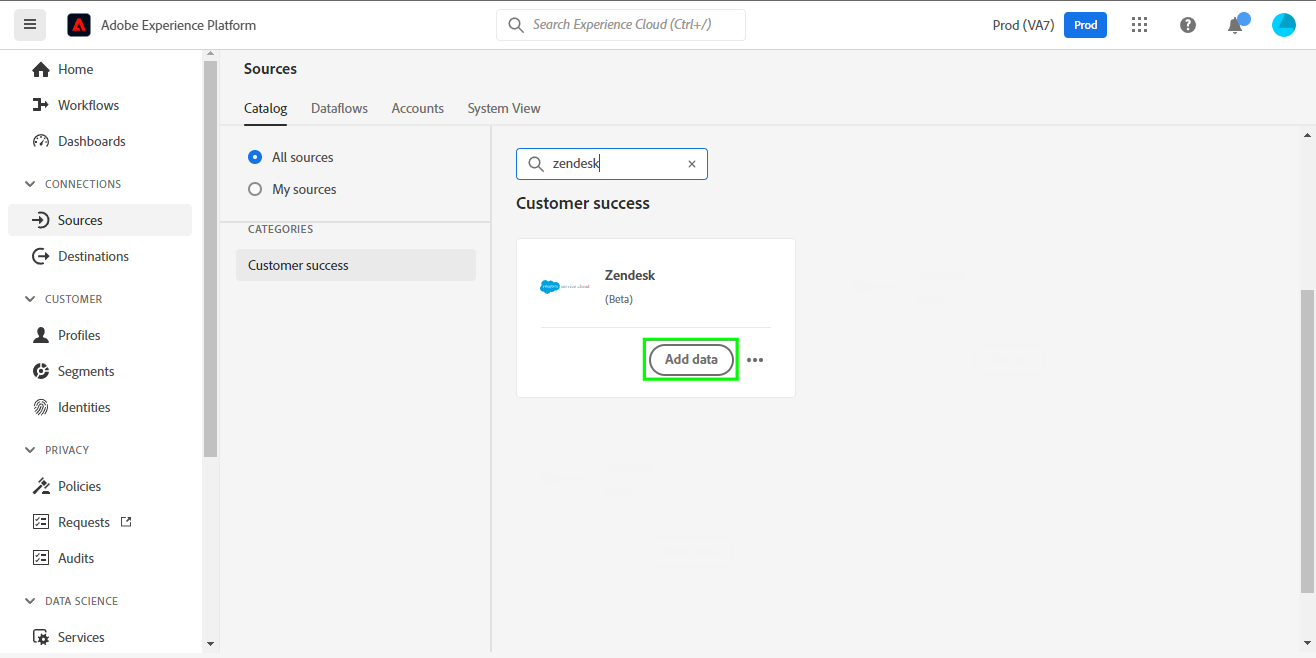 Adobe Experience Platform
Search Experience Cloud (Ctrl+/)
Prod (VA7)
Prod
Home
Workflows
Dashboards
CONNECTIONS
Sources
Destinations
CUSTOMER
Profiles
Segments
Identities
PRIVACY
Policies
Requests
Audits
DATA SCIENCE
Services
Sources
Catalog Dataflows Accounts System View
All sources
My sources
CATEGORIES
Customer success
zendesk
Customer success
service cloud
Zendesk
(Beta)
Add data